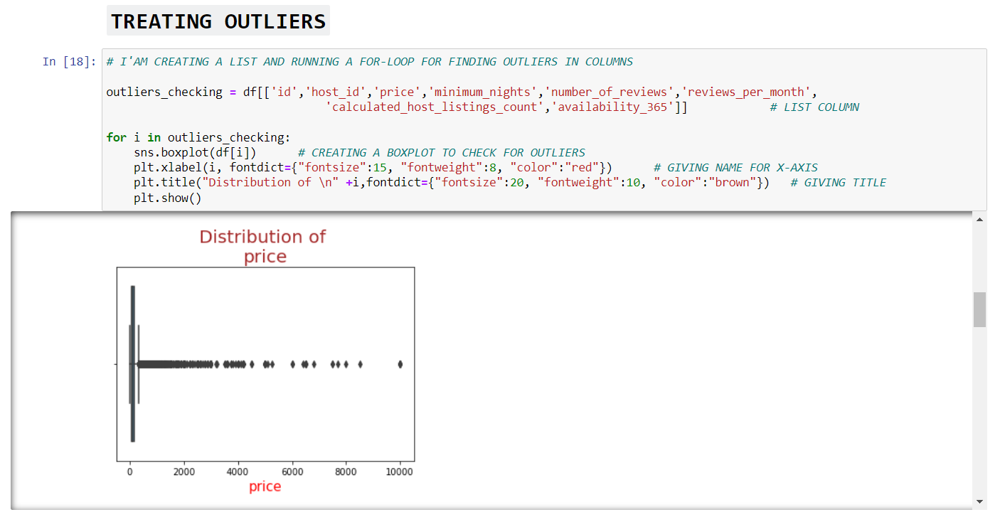 TREATING OUTLIERS
In [18]: # I'AM CREATING A LIST AND RUNNING A FOR-LOOP FOR FINDING OUTLIERS IN COLUMNS
outliers_checking = df[['id','host_id','price','minimum_nights','number_of_reviews','reviews_per_month',
'calculated_host_listings_count','availability_365']] # LIST COLUMN
for i in outliers_checking:
sns.boxplot(df[i]) # CREATING A BOXPLOT TO CHECK FOR OUTLIERS
plt.xlabel(i, fontdict={"fontsize":15, "fontweight":8, "color":"red"}) # GIVING NAME FOR X-AXIS
plt.title("Distribution of \n" +i,fontdict={"fontsize":20, "fontweight":10, "color":"brown"}) # GIVING TITLE
plt.show()
Distribution of
price
0 2000 4000 6000 8000 10000
price